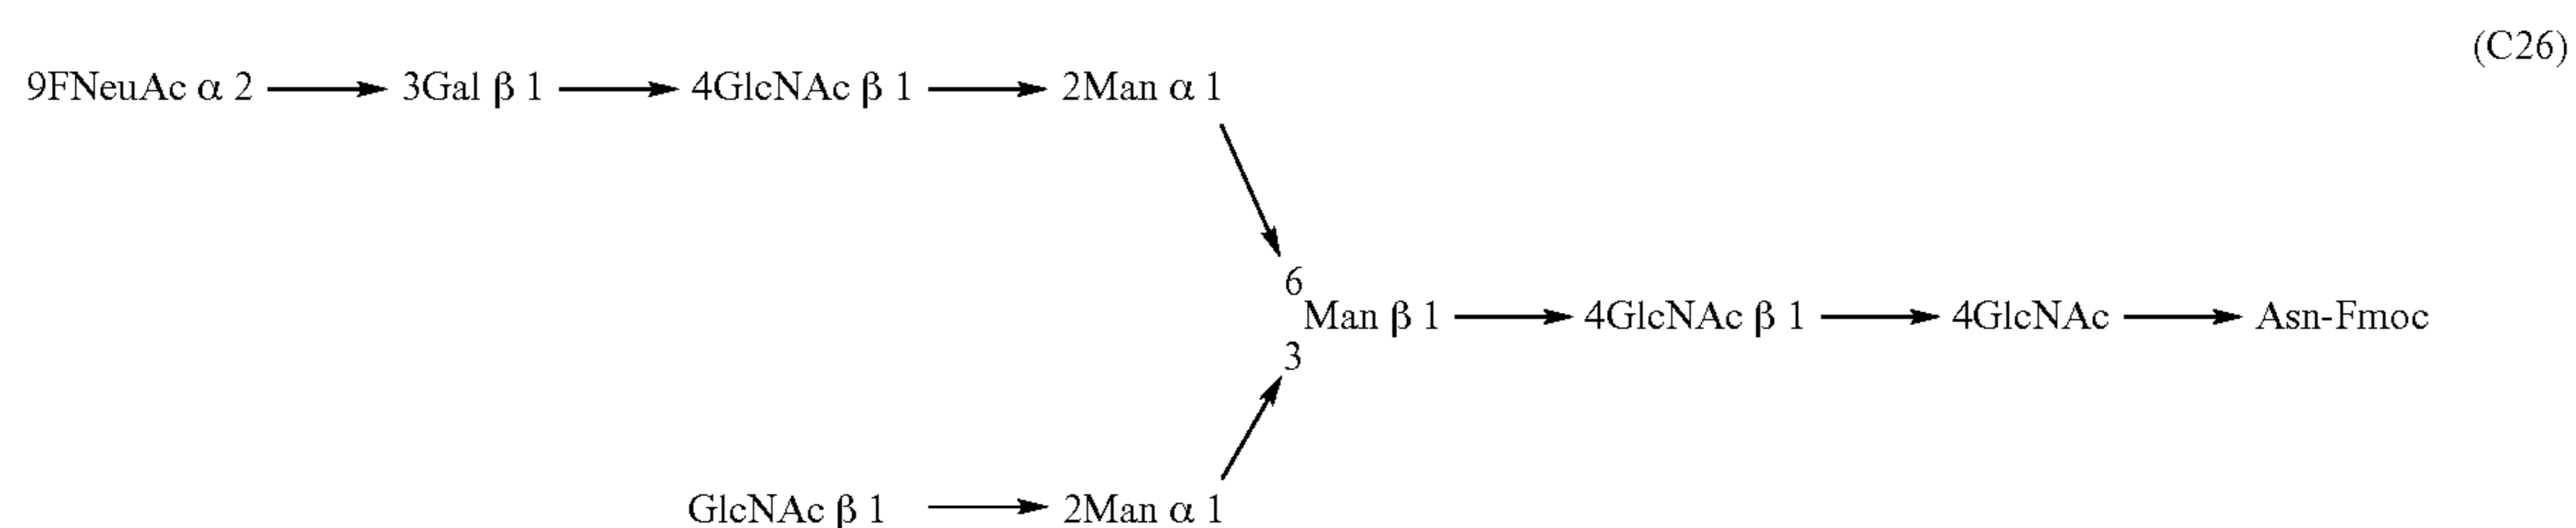 (C26)
9FNeuAc α 2 ⟶ 3Gal β 1 ⟶ 4GlcNAc β 1 ⟶ 2Man α 1
6
Man β 1 ⟶ 4GlcNAc β 1 ⟶ 4GlcNAc ⟶ Asn-Fmoc
3
GlcNAc β 1 ⟶ 2Man α 1